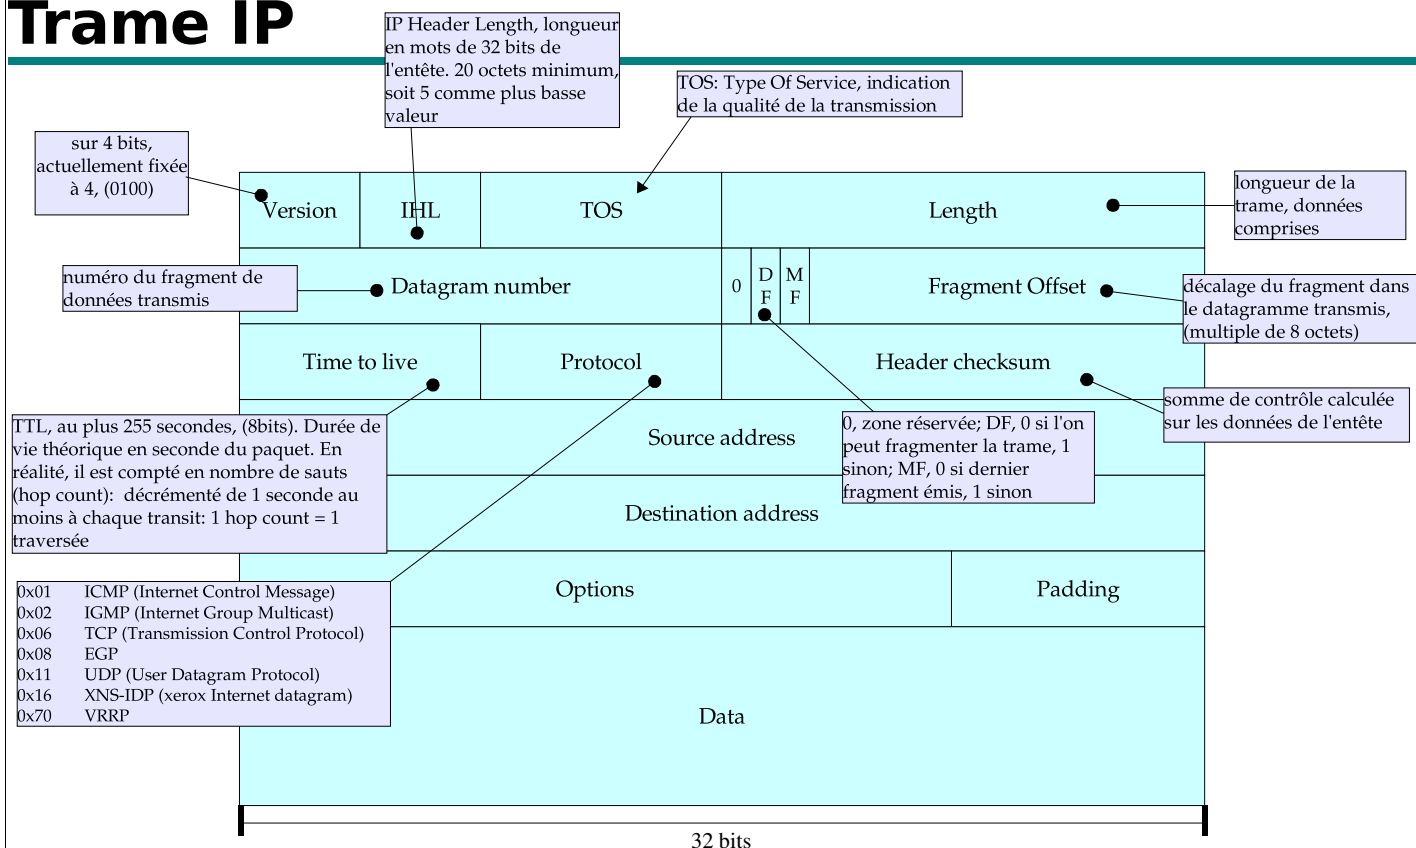 Trame IP
IP Header Length, longueur
en mots de 32 bits de
l'entête. 20 octets minimum,
soit 5 comme plus basse
valeur
TOS: Type Of Service, indication
de la qualité de la transmission
sur 4 bits,
actuellement fixée
à 4, (0100)
longueur de la
trame, données
comprises
Version
IHL
TOS
Length
numéro du fragment de
données transmis
Datagram number
0
D
F
M
F
Fragment Offset
décalage du fragment dans
le datagramme transmis,
(multiple de 8 octets)
Time to live
Protocol
Header checksum
somme de contrôle calculée
sur les données de l'entête
TTL, au plus 255 secondes, (8bits). Durée de
vie théorique en seconde du paquet. En
réalité, il est compté en nombre de sauts
(hop count): décrémenté de 1 seconde au
moins à chaque transit: 1 hop count = 1
traversée
Source address
0, zone réservée; DF, 0 si l'on
peut fragmenter la trame, 1
sinon; MF, 0 si dernier
fragment émis, 1 sinon
Destination address
Options
Padding
0x01 ICMP (Internet Control Message)
0x02 IGMP (Internet Group Multicast)
0x06 TCP (Transmission Control Protocol)
0x08 EGP
0x11 UDP (User Datagram Protocol)
0x16 XNS-IDP (xerox Internet datagram)
0x70 VRRP
Data
32 bits